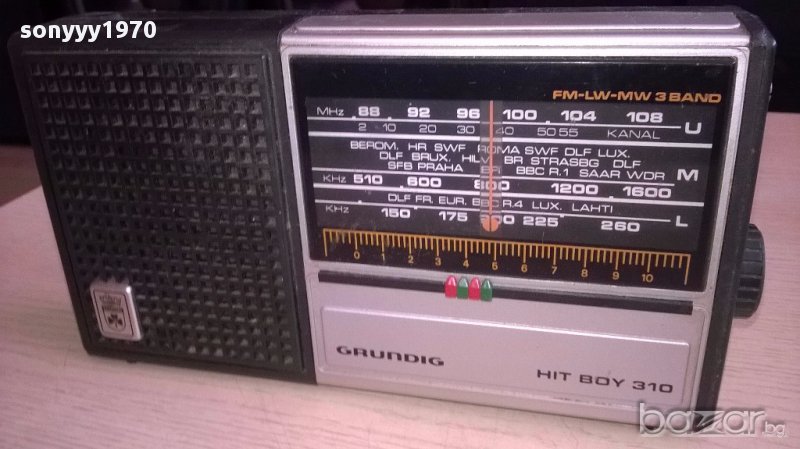 sonyyy1970
FM-LW-MW 3 BAND
MHz 88 92 96 100 104 108 U
2 10 20 30 40 50 55 KANAL
BEROM. HR SWF ROMA SWF DLF LUX.
DLF BRUX. HILV. BR STRASBG DLF
SFB PRAHA BR BBC R.1 SAAR WDR M
KHz 510 600 800 1200 1600
DLF FR. EUR. BBC R.4 LUX. LAHTI
KHz 150 175 200 225 260 L
0 1 2 3 4 5 6 7 8 9 10
GRUNDIG
HIT BOY 310
bazar.bg